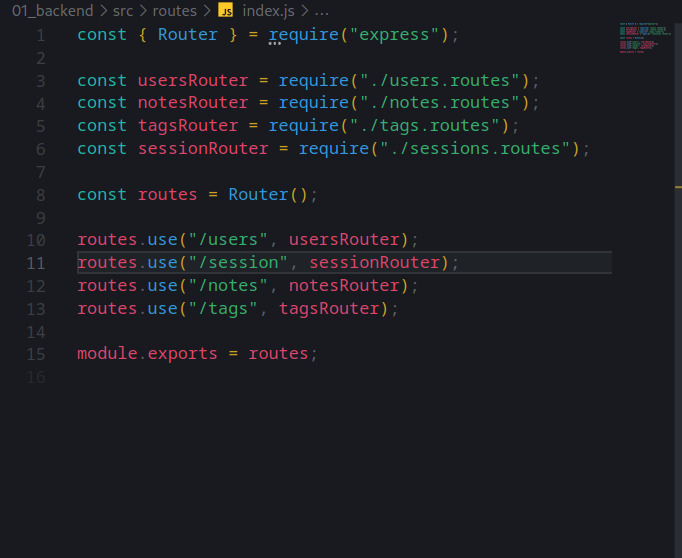 01_backend > src > routes > JS index.js > ...
1 const { Router } = require("express");
2
3 const usersRouter = require("./users.routes");
4 const notesRouter = require("./notes.routes");
5 const tagsRouter = require("./tags.routes");
6 const sessionRouter = require("./sessions.routes");
7
8 const routes = Router();
9
10 routes.use("/users", usersRouter);
11 routes.use("/session", sessionRouter);
12 routes.use("/notes", notesRouter);
13 routes.use("/tags", tagsRouter);
14
15 module.exports = routes;
16